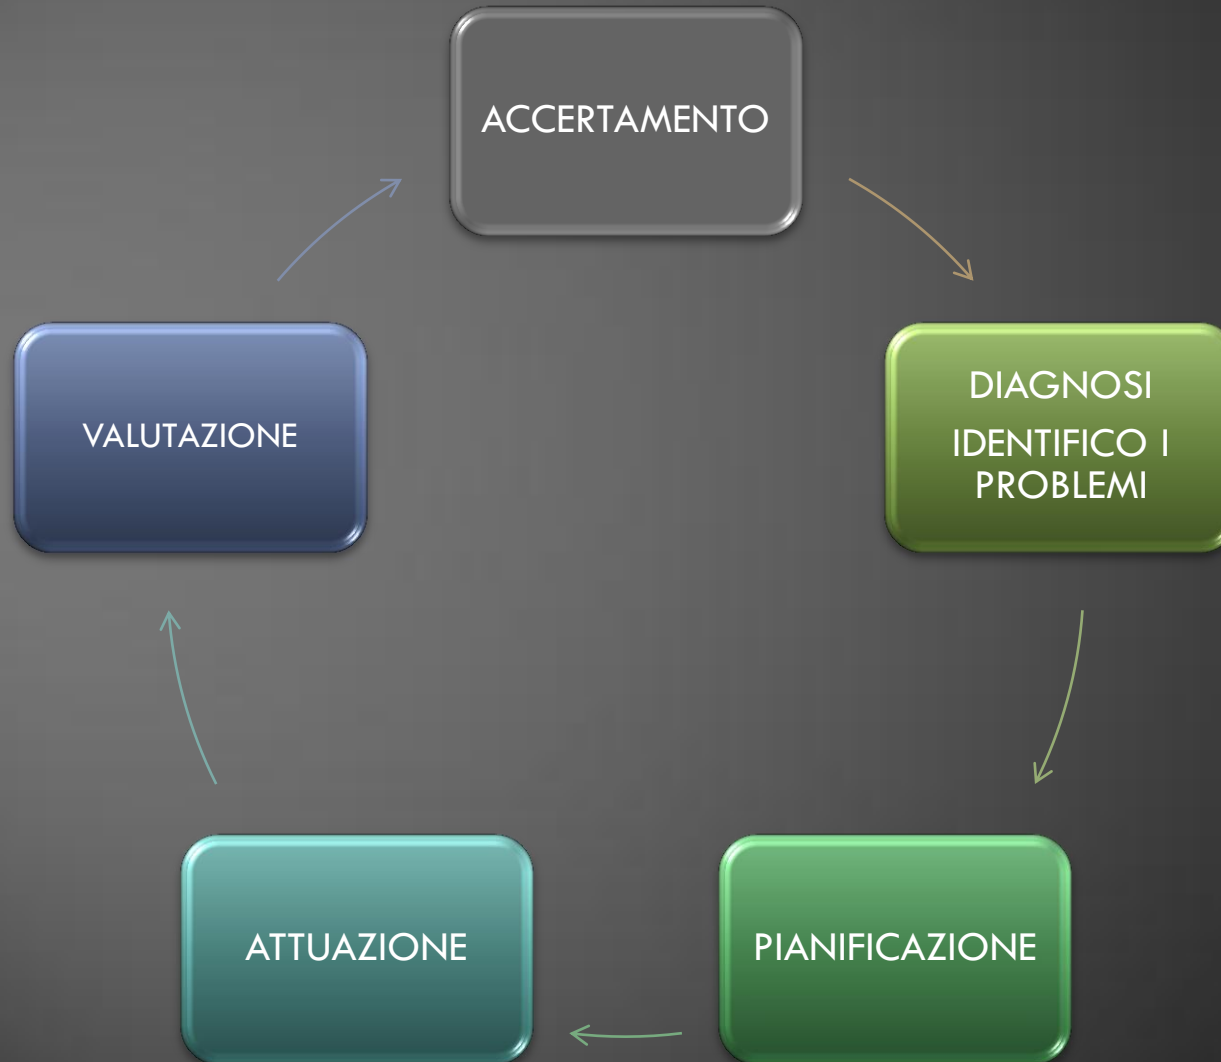 ACCERTAMENTO
DIAGNOSI
IDENTIFICO I
PROBLEMI
PIANIFICAZIONE
ATTUAZIONE
VALUTAZIONE